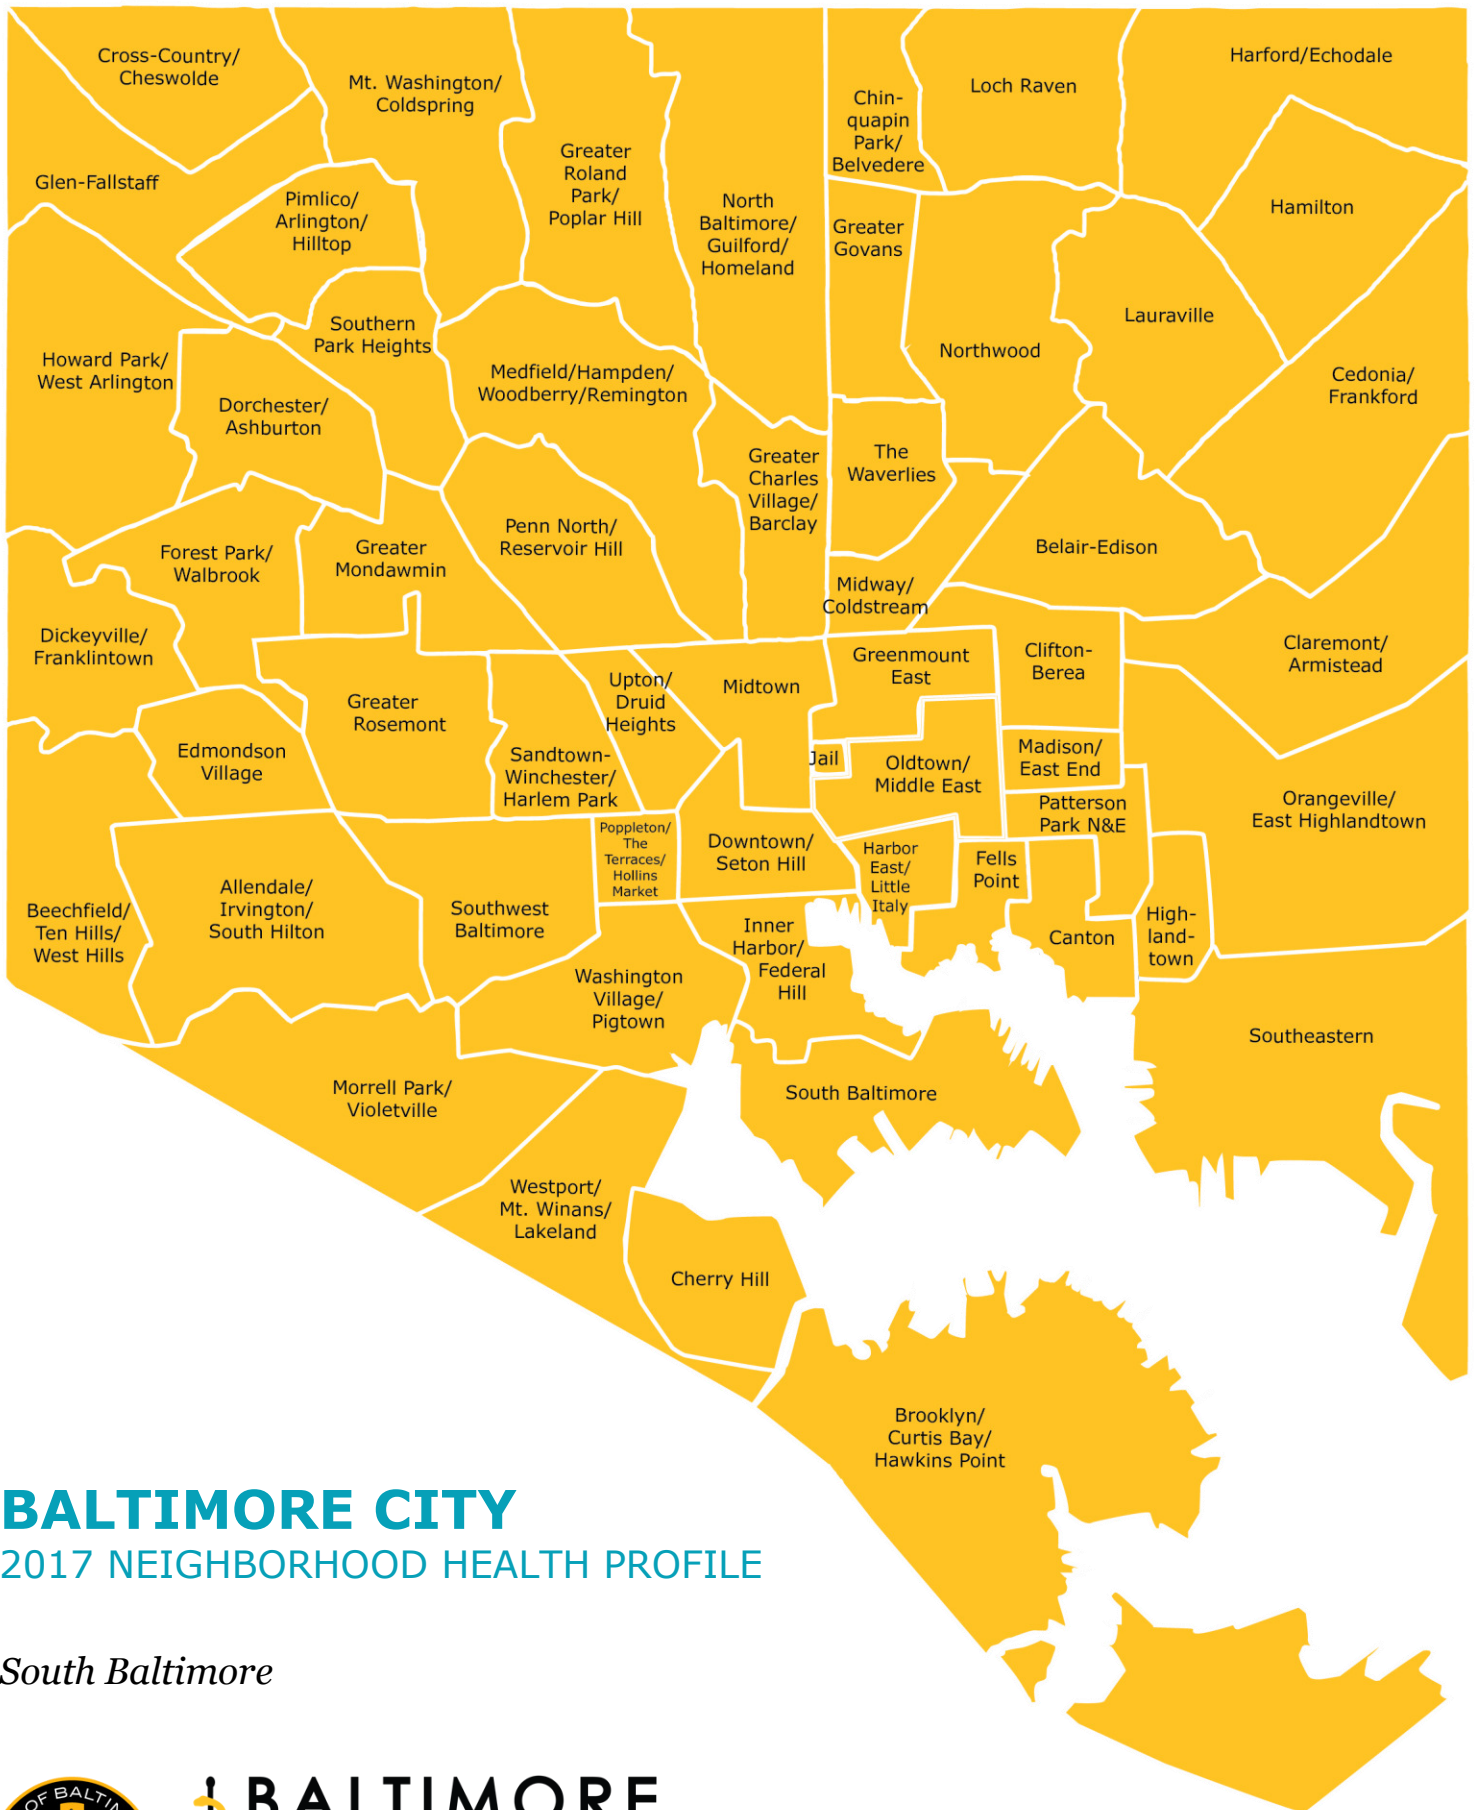 Cross-Country/
Cheswolde
Mt. Washington/
Coldspring
Greater
Roland
Park/
Poplar Hill
North
Baltimore/
Guilford/
Homeland
Chin-
quapin
Park/
Belvedere
Loch Raven
Harford/Echodale
Glen-Fallstaff
Pimlico/
Arlington/
Hilltop
Greater
Govans
Hamilton
Southern
Park Heights
Lauraville
Northwood
Howard Park/
West Arlington
Medfield/Hampden/
Woodberry/Remington
Cedonia/
Frankford
Dorchester/
Ashburton
Greater
Charles
Village/
Barclay
The
Waverlies
Penn North/
Reservoir Hill
Forest Park/
Walbrook
Greater
Mondawmin
Belair-Edison
Midway/
Coldstream
Dickeyville/
Franklintown
Claremont/
Armistead
Greenmount
East
Clifton-
Berea
Upton/
Druid
Heights
Midtown
Greater
Rosemont
Edmondson
Village
Sandtown-
Winchester/
Harlem Park
Jail
Oldtown/
Middle East
Madison/
East End
Orangeville/
East Highlandtown
Patterson
Park N&E
Poppleton/
The
Terraces/
Hollins
Market
Downtown/
Seton Hill
Harbor
East/
Little
Italy
Fells
Point
Allendale/
Irvington/
South Hilton
Beechfield/
Ten Hills/
West Hills
Southwest
Baltimore
Inner
Harbor/
Federal
Hill
Canton
High-
land-
town
Washington
Village/
Pigtown
Southeastern
Morrell Park/
Violetville
South Baltimore
Westport/
Mt. Winans/
Lakeland
Cherry Hill
Brooklyn/
Curtis Bay/
Hawkins Point
BALTIMORE CITY
2017 NEIGHBORHOOD HEALTH PROFILE
South Baltimore
BALTIMORE